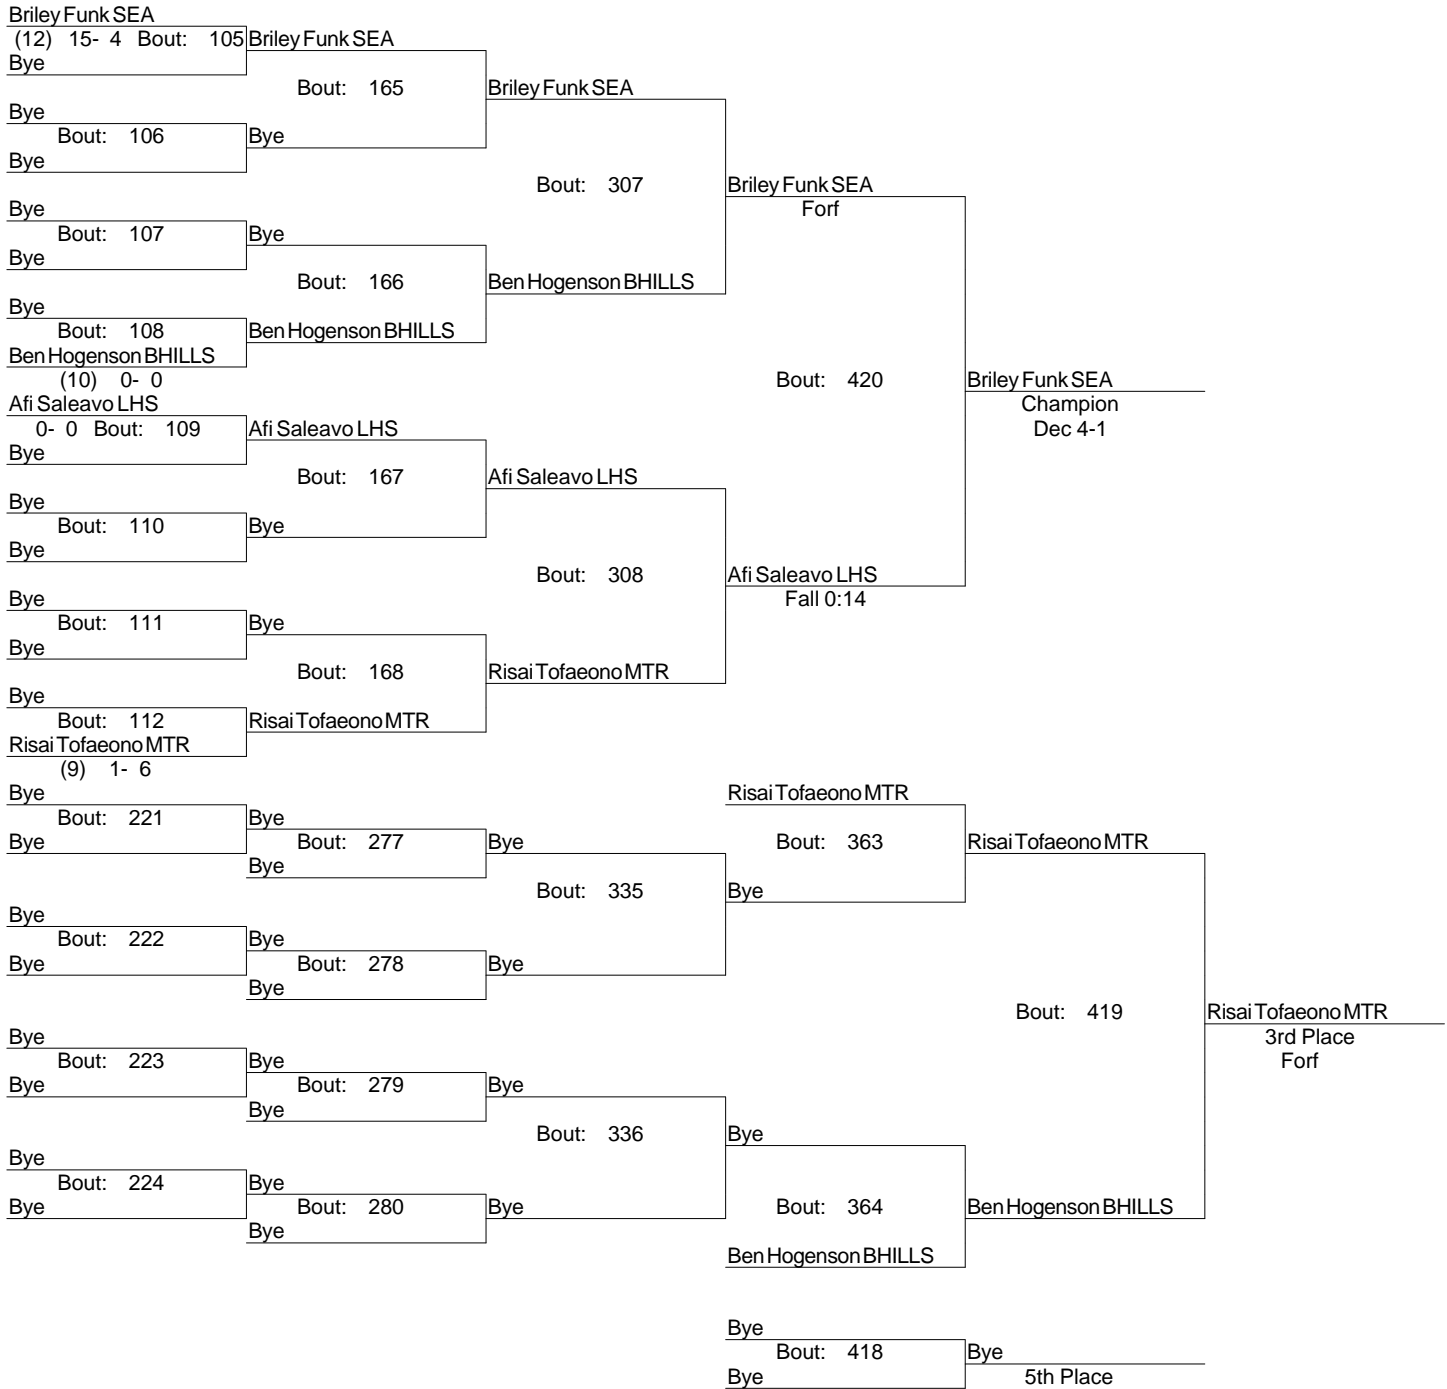 Briley Funk SEA
(12) 15- 4 Bout: 105 Briley Funk SEA
Bye
Bout: 165 Briley Funk SEA
Bye
Bout: 106 Bye
Bye
Bout: 307 Briley Funk SEA
Bye Forf
Bout: 107 Bye
Bye
Bout: 166 Ben Hogenson BHILLS
Bye
Bout: 108 Ben Hogenson BHILLS
Ben Hogenson BHILLS
(10) 0- 0 Bout: 420 Briley Funk SEA
Afi Saleavo LHS Champion
0- 0 Bout: 109 Afi Saleavo LHS Dec 4-1
Bye
Bout: 167 Afi Saleavo LHS
Bye
Bout: 110 Bye
Bye
Bout: 308 Afi Saleavo LHS
Bye Fall 0:14
Bout: 111 Bye
Bye
Bout: 168 Risai Tofaeono MTR
Bye
Bout: 112 Risai Tofaeono MTR
Risai Tofaeono MTR
(9) 1- 6
Bye Risai Tofaeono MTR
Bout: 221 Bye
Bye Bout: 277 Bye Bout: 363 Risai Tofaeono MTR
Bye
Bout: 335 Bye
Bye
Bout: 222 Bye
Bye Bout: 278 Bye
Bye
Bout: 419 Risai Tofaeono MTR
Bye 3rd Place
Bout: 223 Bye Forf
Bye Bout: 279 Bye
Bye
Bout: 336 Bye
Bye
Bout: 224 Bye
Bye Bout: 280 Bye Bout: 364 Ben Hogenson BHILLS
Bye
Ben Hogenson BHILLS
Bye
Bout: 418 Bye
Bye 5th Place